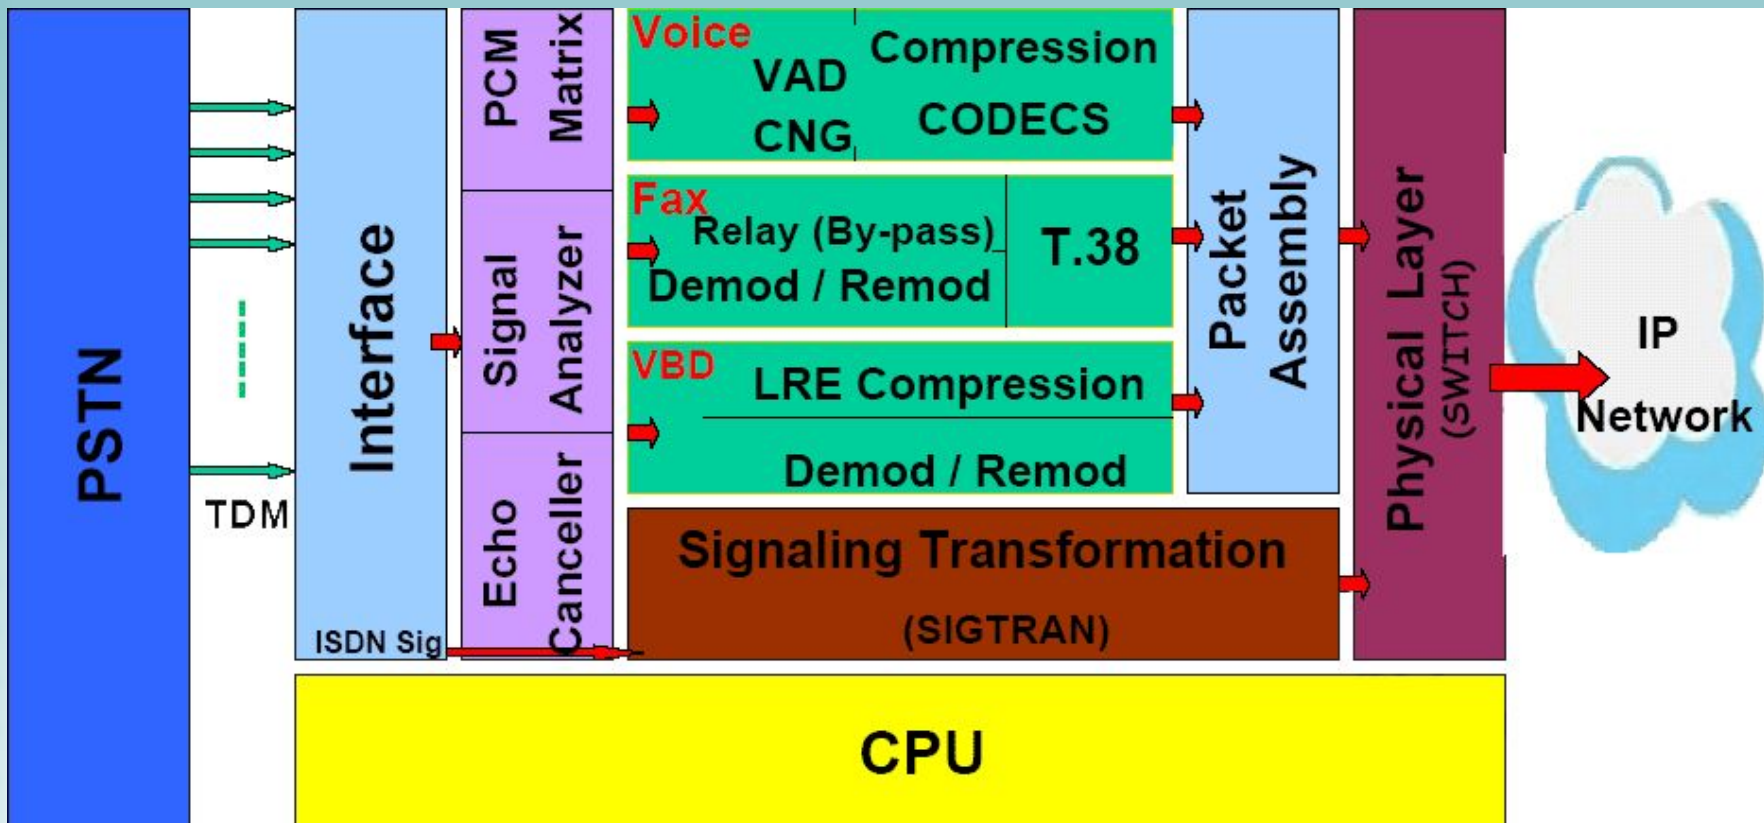 PSTN
TDM
Interface
ISDN Sig
PCM
Matrix
Signal
Analyzer
Echo
Canceller
Voice
VAD
CNG
Compression
CODECS
Fax
Relay (By-pass)
Demod / Remod
T.38
VBD
LRE Compression
Demod / Remod
Signaling Transformation
(SIGTRAN)
Packet
Assembly
Physical Layer
(SWITCH)
IP
Network
CPU